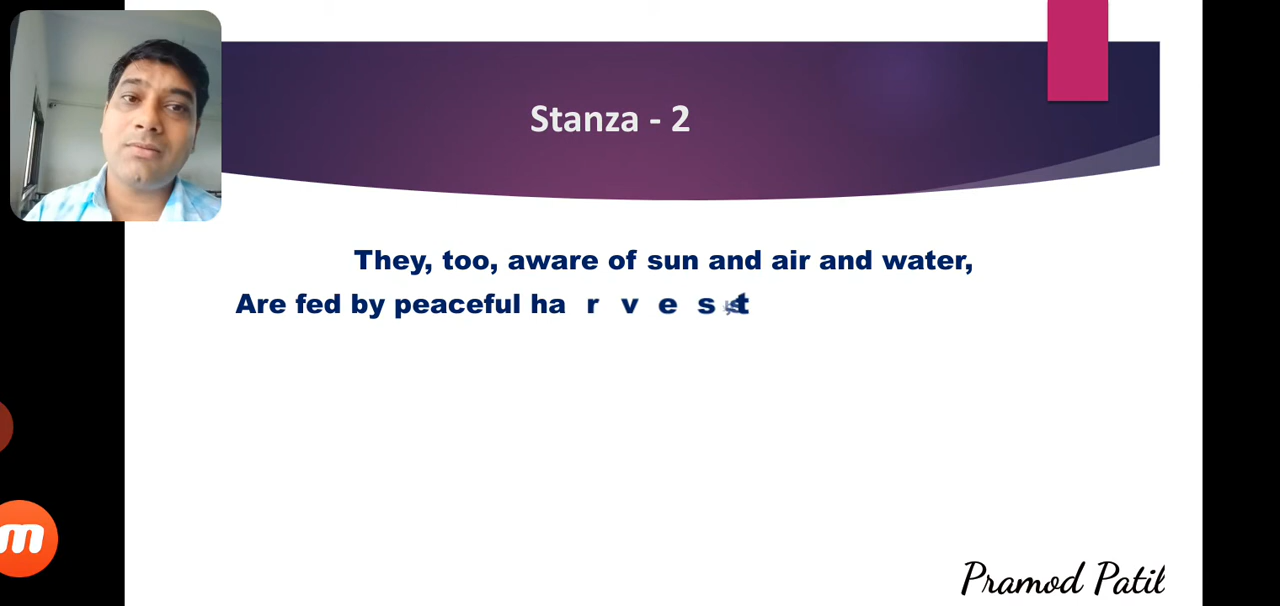 Stanza - 2
They, too, aware of sun and air and water,
Are fed by peaceful harvest
m
Pramod Patil